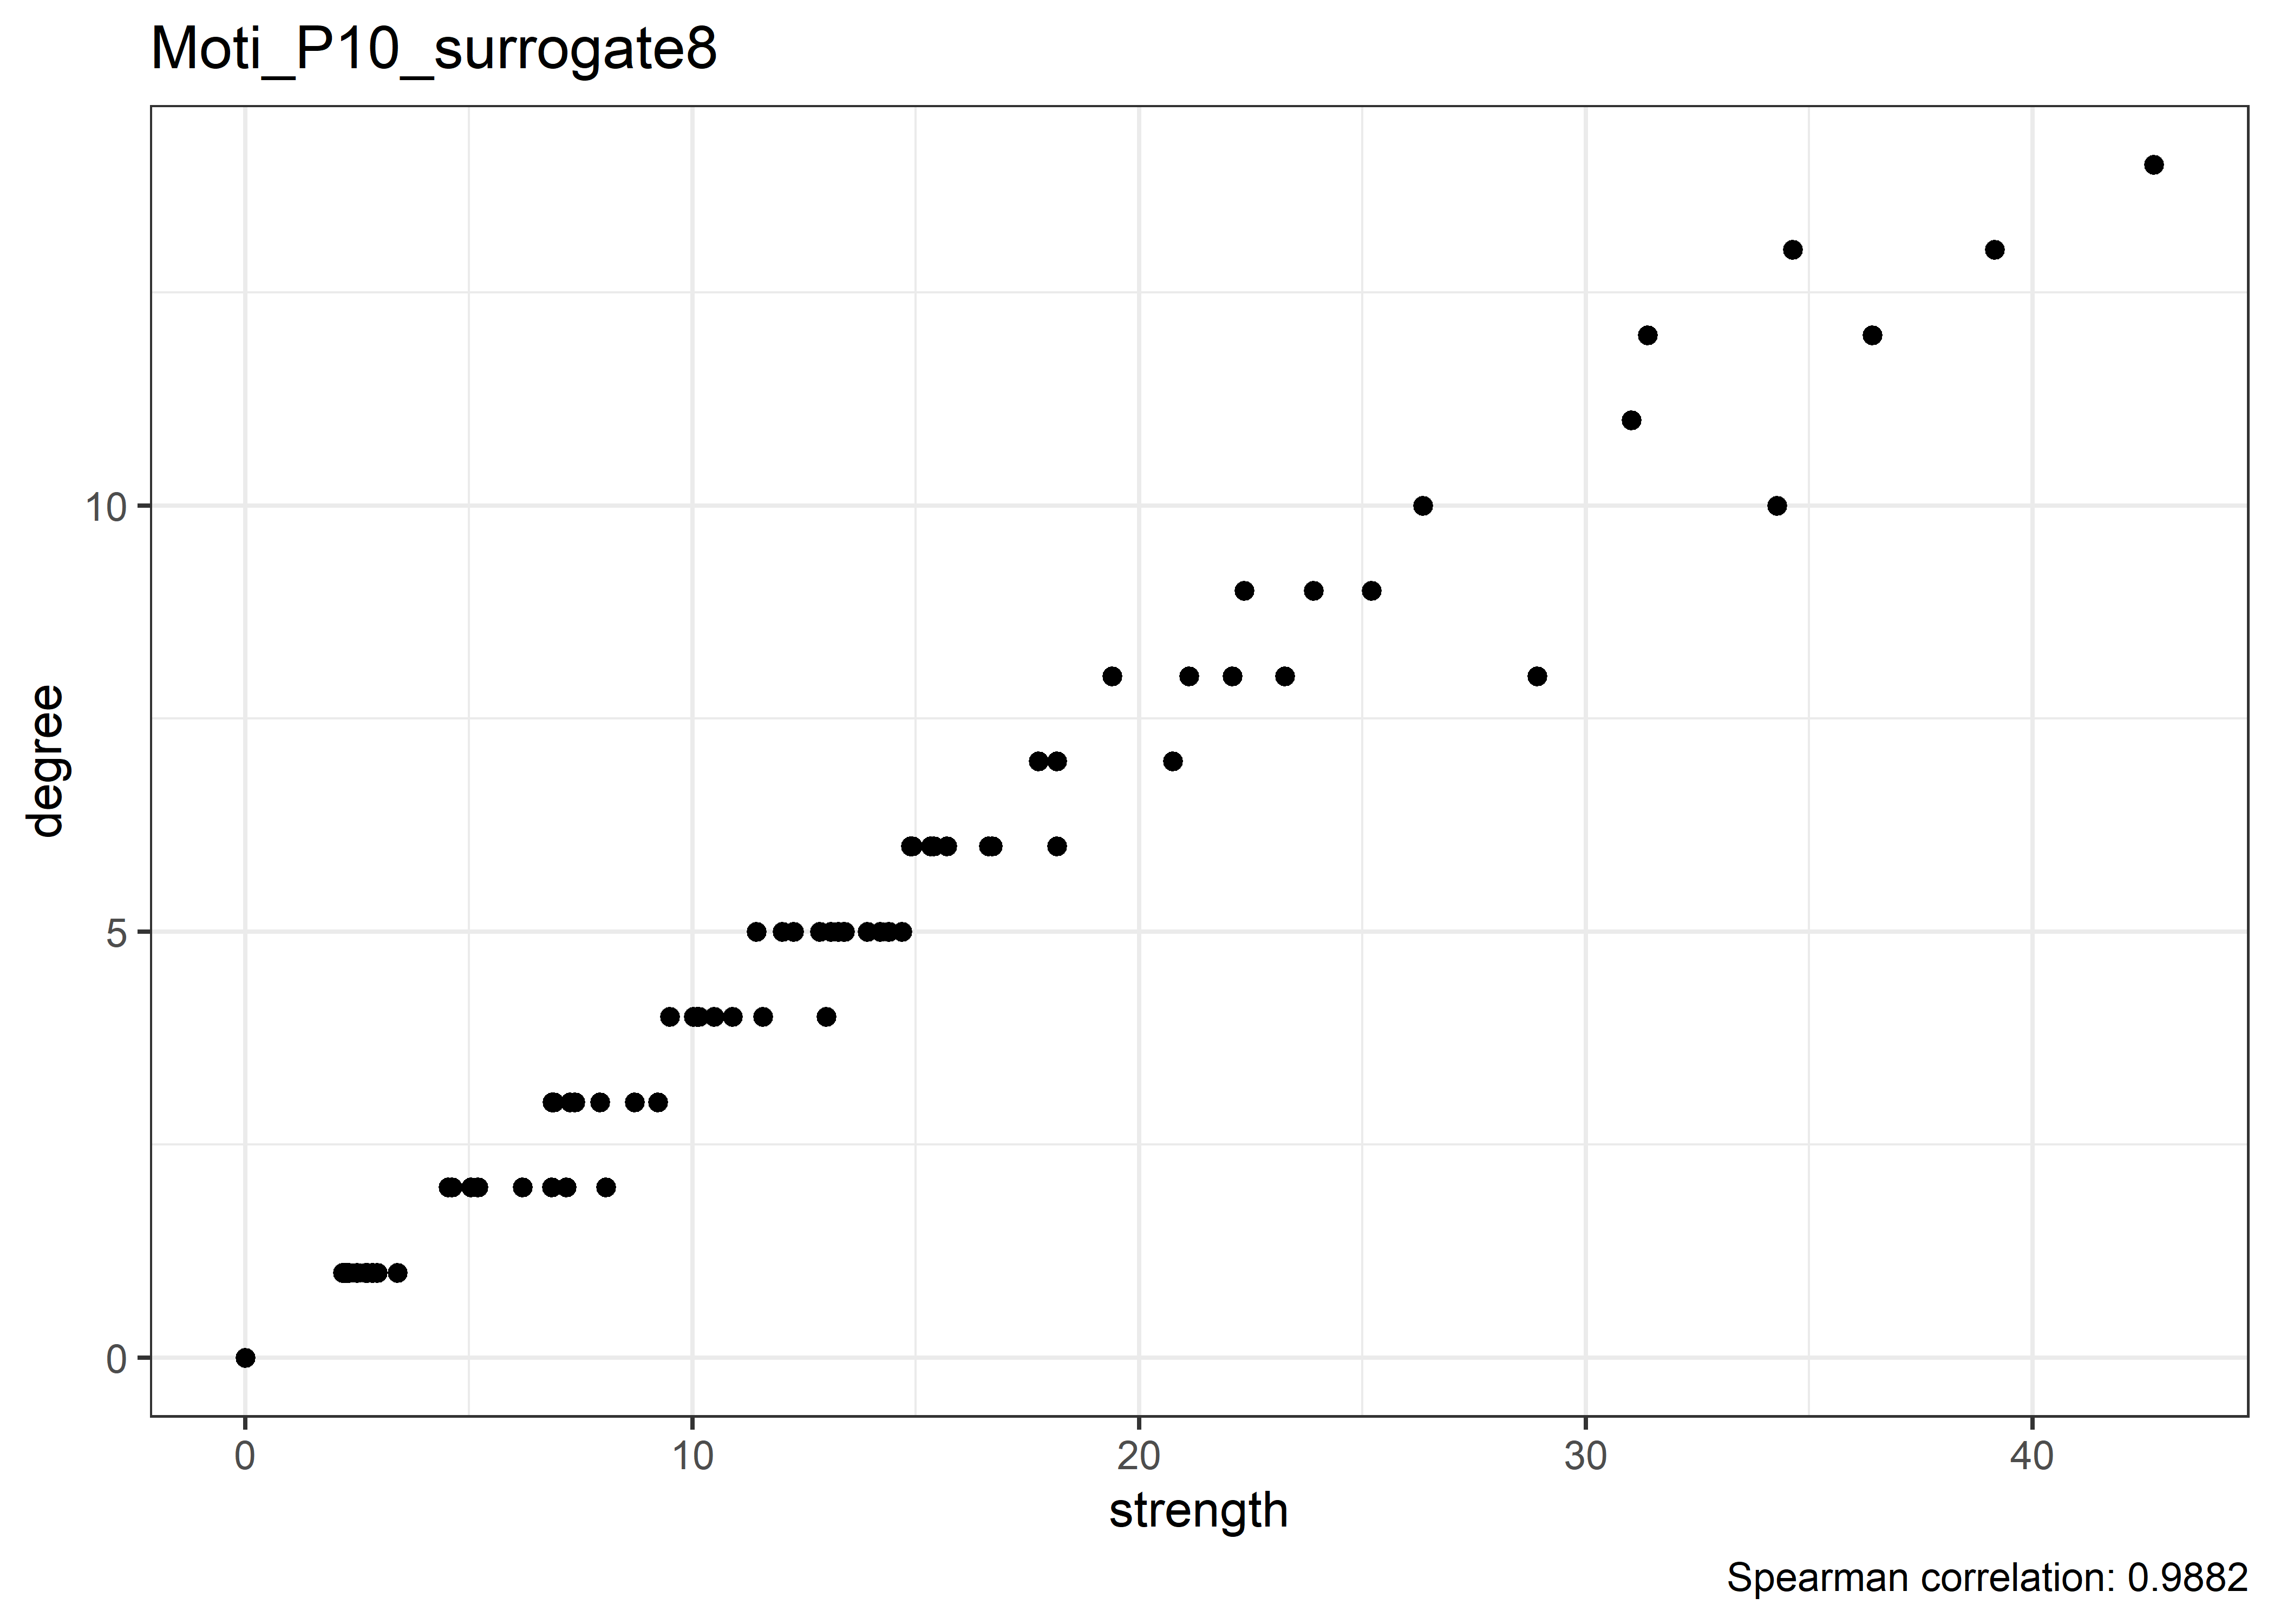 Moti_P10_surrogate8
degree
10
5
0
0 10 20 30 40
strength
Spearman correlation: 0.9882